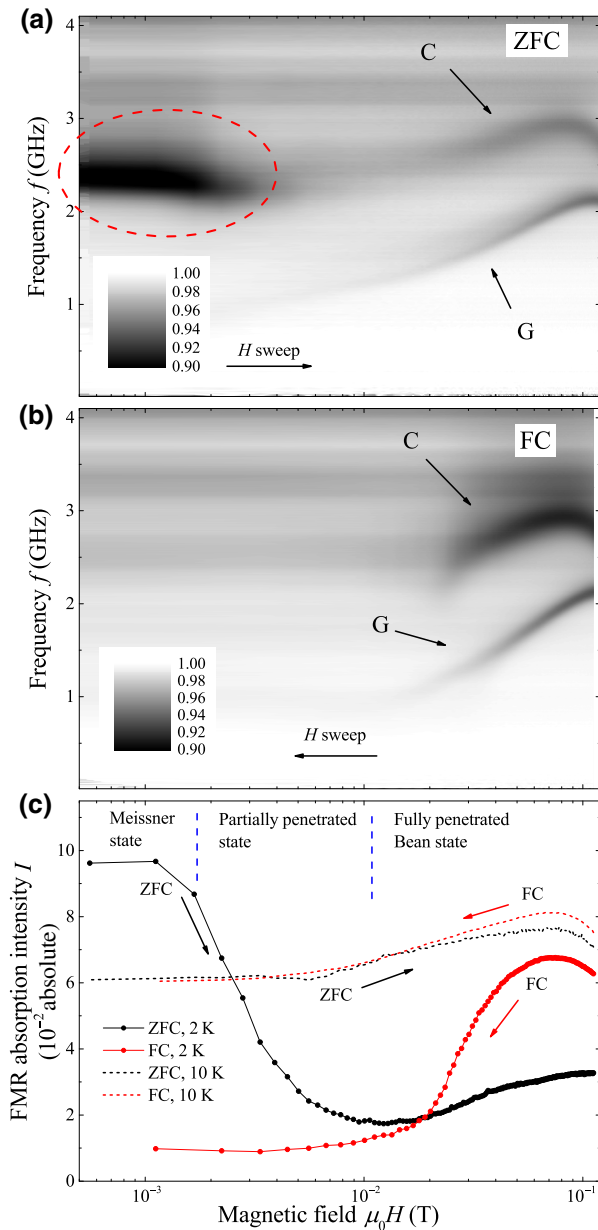 (a)
ZFC
C
G
Frequency f (GHz)
4
3
2
1
1.00
0.98
0.96
0.94
0.92
0.90
H sweep
(b)
FC
C
G
Frequency f (GHz)
4
3
2
1
1.00
0.98
0.96
0.94
0.92
0.90
H sweep
(c)
Meissner state
Partially penetrated state
Fully penetrated Bean state
ZFC
FC
ZFC
FC
FMR absorption intensity I
(10⁻² absolute)
10
8
6
4
2
0
ZFC, 2 K
FC, 2 K
ZFC, 10 K
FC, 10 K
10⁻³
10⁻²
10⁻¹
Magnetic field μ₀H (T)